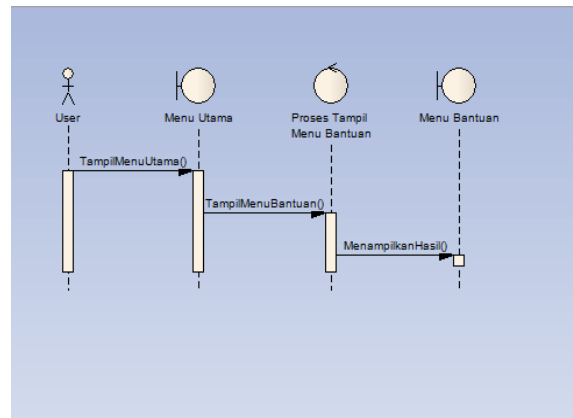 User
Menu Utama
Proses Tampil
Menu Bantuan
Menu Bantuan
TampilMenuUtama()
TampilMenuBantuan()
MenampilkanHasil()